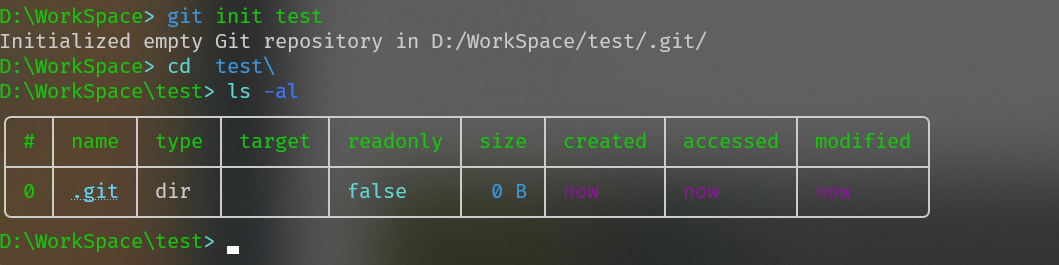 D:\WorkSpace> git init test
Initialized empty Git repository in D:/WorkSpace/test/.git/
D:\WorkSpace> cd  test\
D:\WorkSpace\test> ls -al
# name type target readonly size created accessed modified
0 .git dir false 0 B now now now
D:\WorkSpace\test>